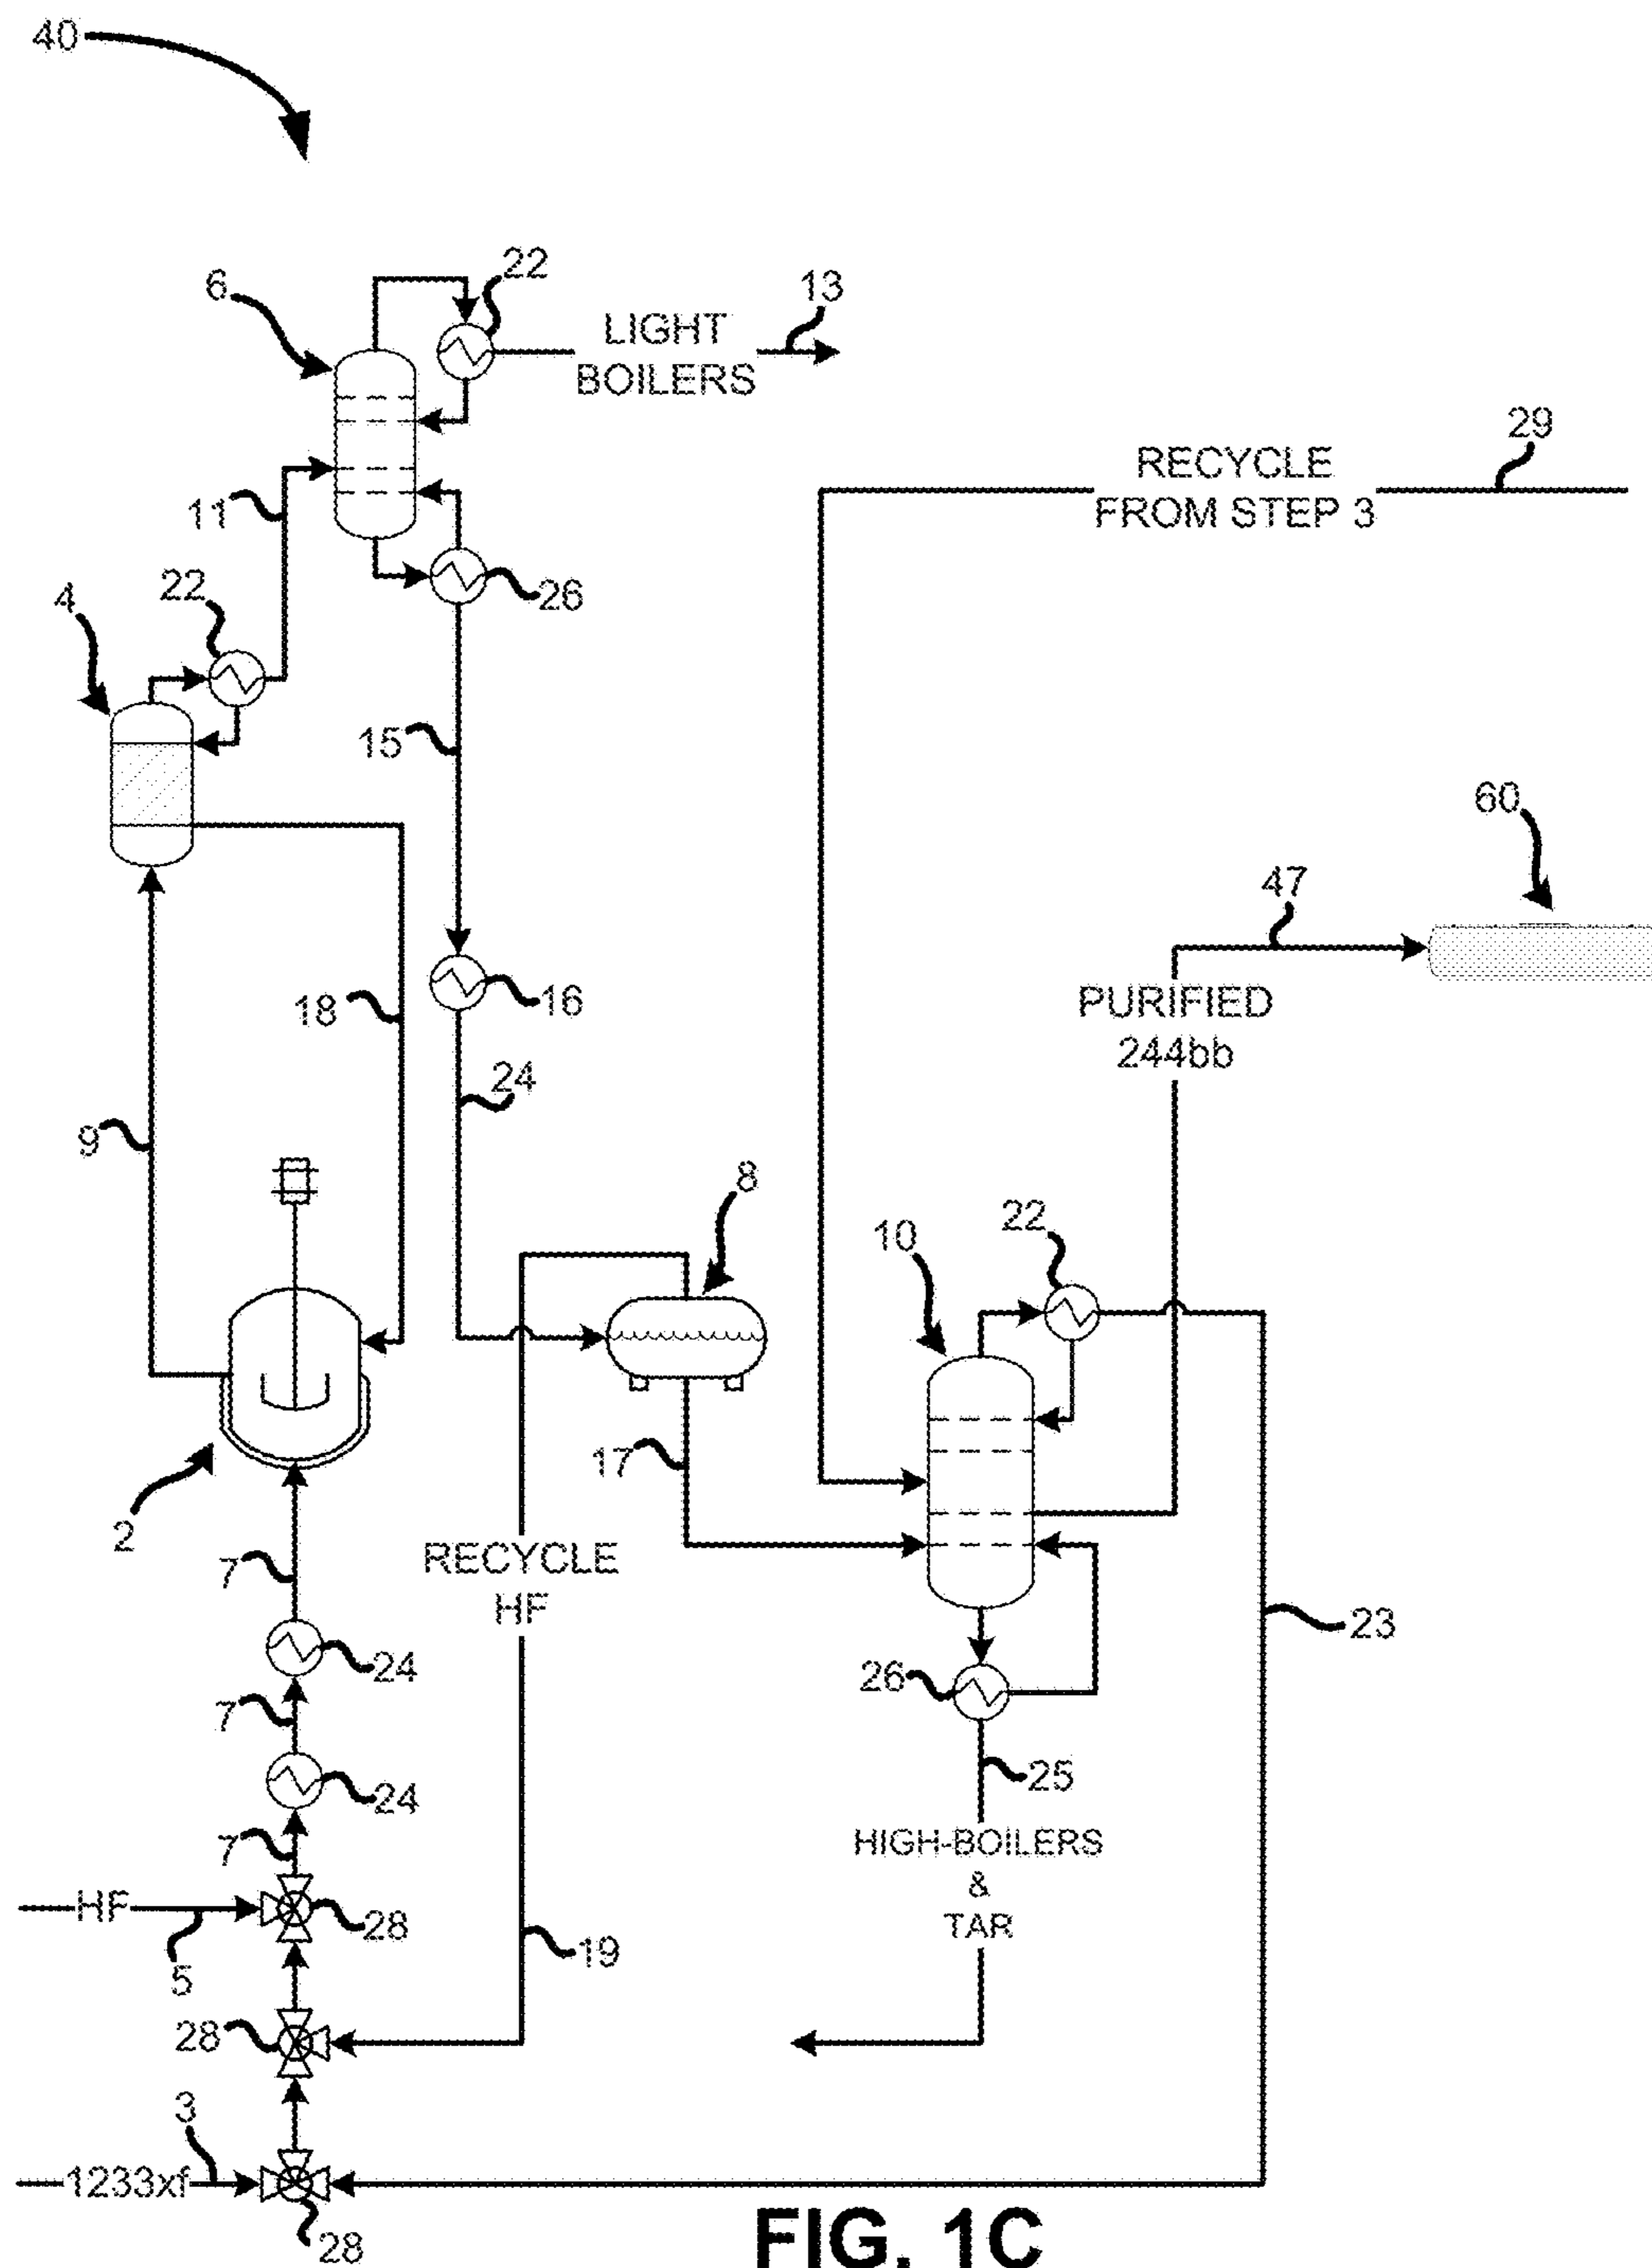 40
22
6
13
LIGHT
BOILERS
29
RECYCLE
FROM STEP 3
11
22
4
26
15
60
47
18
16
PURIFIED
244bb
24
9
8
22
10
17
2
7
RECYCLE
HF
23
24
26
7
24
25
7
HIGH-BOILERS
&
TAR
HF
28
19
5
28
3
1233xf
28
FIG. 1C